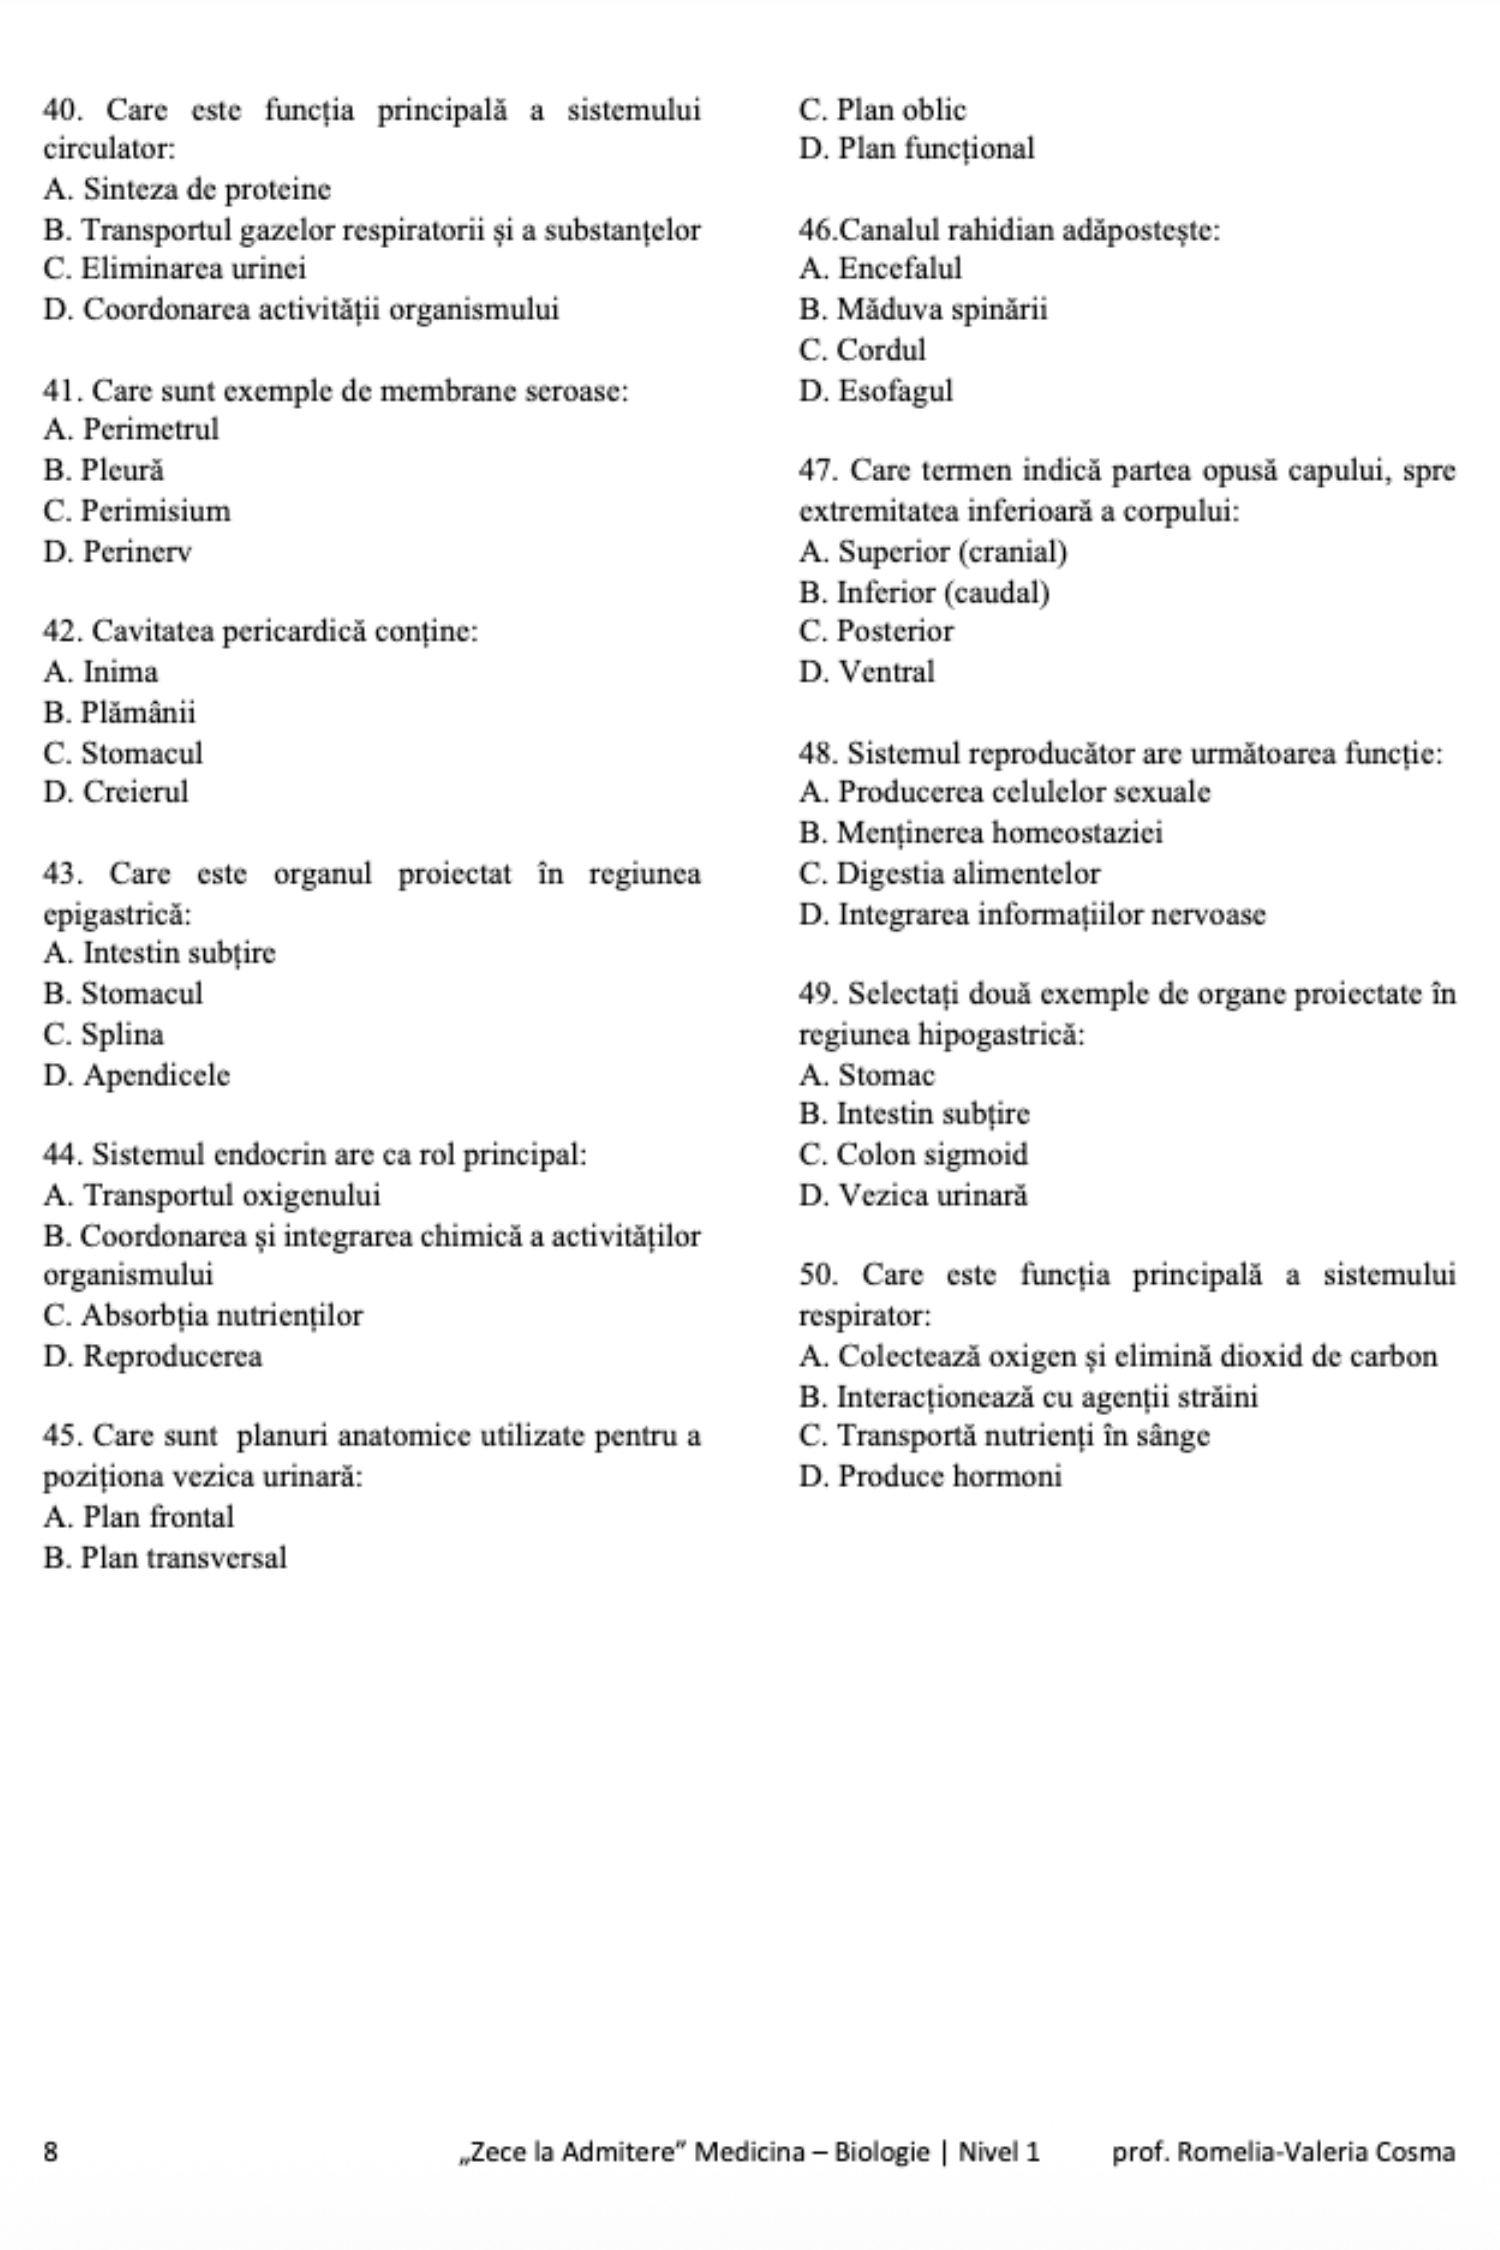 40. Care este funcția principală a sistemului
circulator:
A. Sinteza de proteine
B. Transportul gazelor respiratorii și a substanțelor
C. Eliminarea urinei
D. Coordonarea activității organismului
41. Care sunt exemple de membrane seroase:
A. Perimetrul
B. Pleură
C. Perimisium
D. Perinerv
42. Cavitatea pericardică conține:
A. Inima
B. Plămânii
C. Stomacul
D. Creierul
43. Care este organul proiectat în regiunea
epigastrică:
A. Intestin subțire
B. Stomacul
C. Splina
D. Apendicele
44. Sistemul endocrin are ca rol principal:
A. Transportul oxigenului
B. Coordonarea și integrarea chimică a activităților
organismului
C. Absorbția nutrienților
D. Reproducerea
45. Care sunt planuri anatomice utilizate pentru a
poziționa vezica urinară:
A. Plan frontal
B. Plan transversal
C. Plan oblic
D. Plan funcțional
46.Canalul rahidian adăpostește:
A. Encefalul
B. Măduva spinării
C. Cordul
D. Esofagul
47. Care termen indică partea opusă capului, spre
extremitatea inferioară a corpului:
A. Superior (cranial)
B. Inferior (caudal)
C. Posterior
D. Ventral
48. Sistemul reproducător are următoarea funcție:
A. Producerea celulelor sexuale
B. Menținerea homeostaziei
C. Digestia alimentelor
D. Integrarea informațiilor nervoase
49. Selectați două exemple de organe proiectate în
regiunea hipogastrică:
A. Stomac
B. Intestin subțire
C. Colon sigmoid
D. Vezica urinară
50. Care este funcția principală a sistemului
respirator:
A. Colectează oxigen și elimină dioxid de carbon
B. Interacționează cu agenții străini
C. Transportă nutrienți în sânge
D. Produce hormoni
8 „Zece la Admitere” Medicina – Biologie | Nivel 1 prof. Romelia-Valeria Cosma